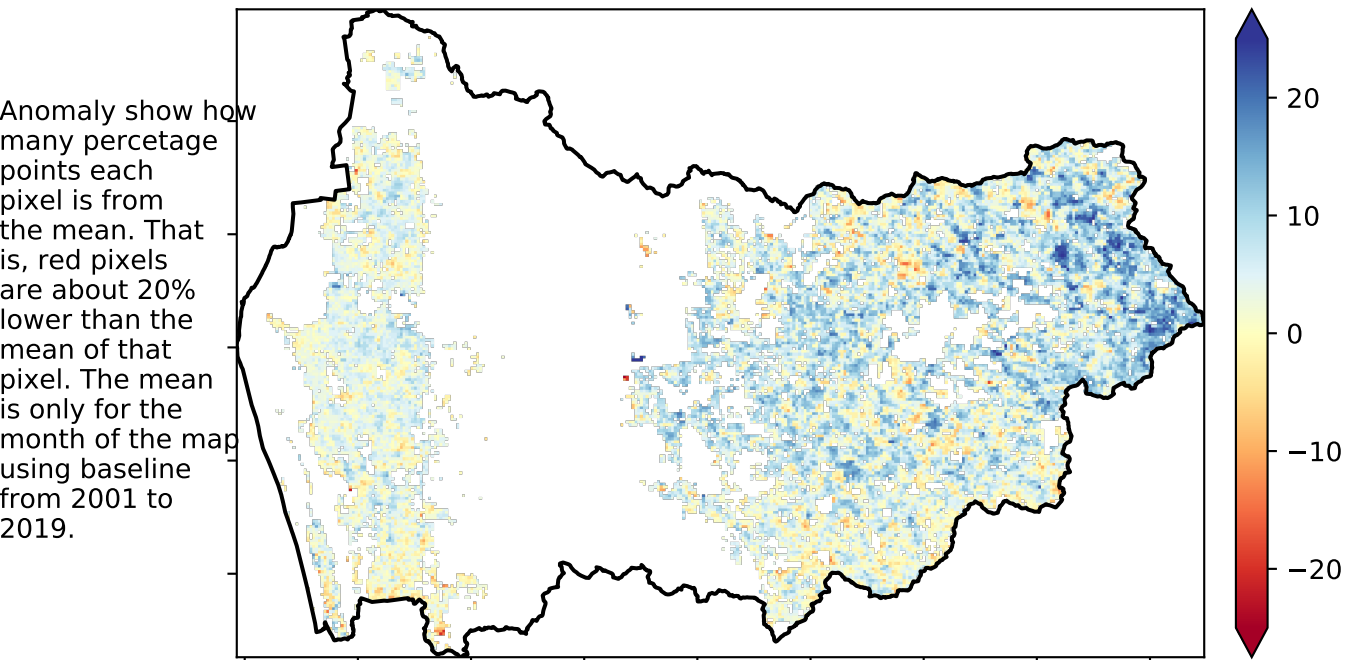 Anomaly show how
many percetage
points each
pixel is from
the mean. That
is, red pixels
are about 20%
lower than the
mean of that
pixel. The mean
is only for the
month of the map
using baseline
from 2001 to
2019.
20
10
0
−10
−20